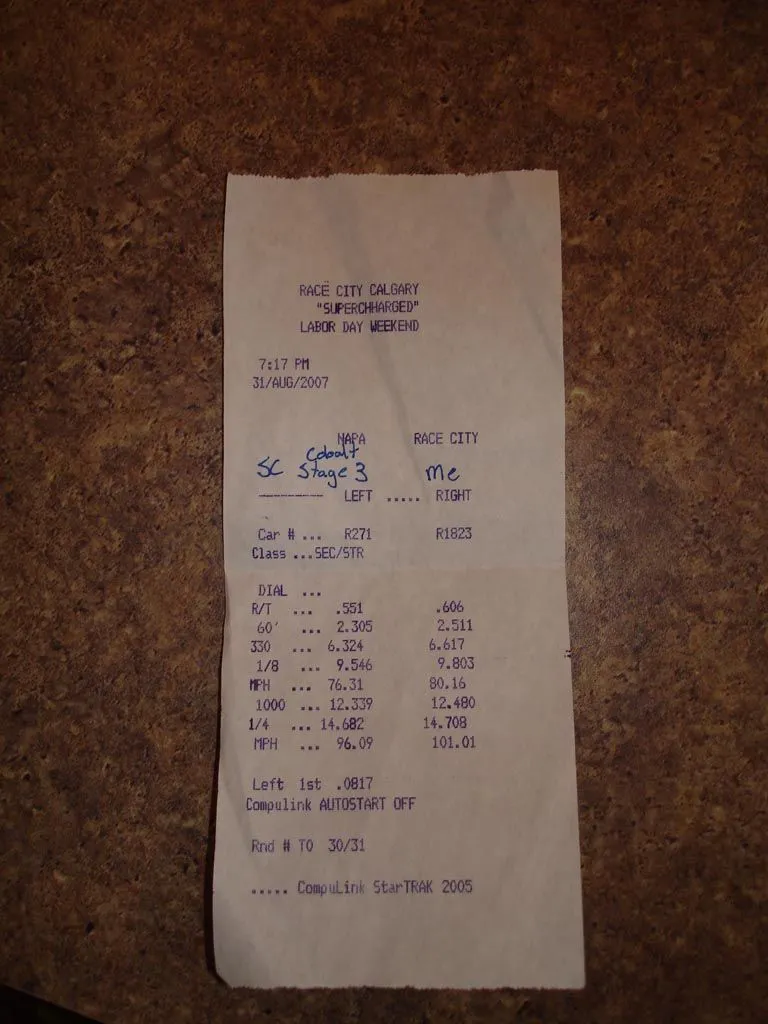 RACE CITY CALGARY
"SUPERCHHARGED"
LABOR DAY WEEKEND
7:17 PM
31/AUG/2007
NAPA RACE CITY
SC Cobalt Stage 3 Me
---------- LEFT ..... RIGHT
Car # ... R271 R1823
Class ...SEC/STR
DIAL ...
R/T ... .551 .606
60' ... 2.305 2.511
330 ... 6.324 6.617
1/8 ... 9.546 9.803
MPH ... 76.31 80.16
1000 ... 12.339 12.480
1/4 ... 14.682 14.708
MPH ... 96.09 101.01
Left 1st .0817
Compulink AUTOSTART OFF
Rnd # TO 30/31
..... CompuLink StarTRAK 2005